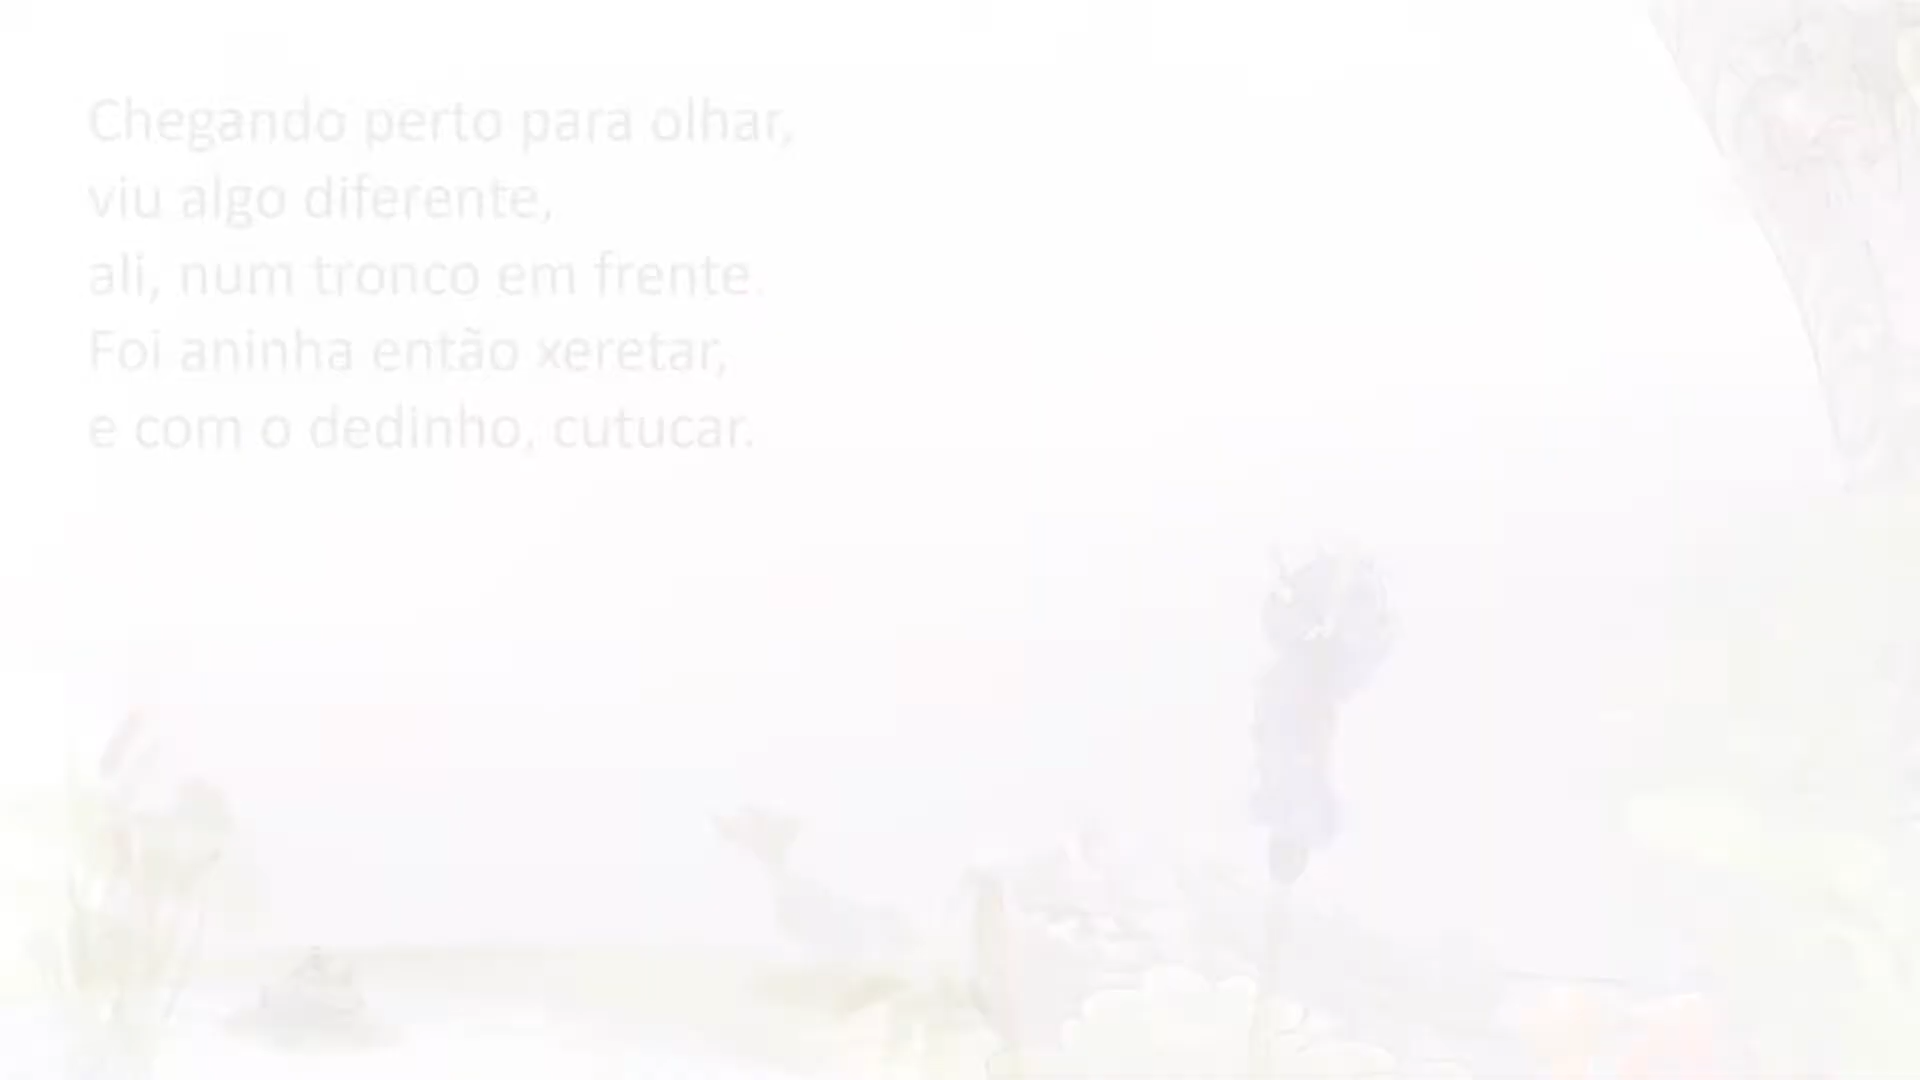 Chegando perto para olhar,
viu algo diferente,
ali, num tronco em frente.
Foi aninha então xeretar,
e com o dedinho, cutucar.